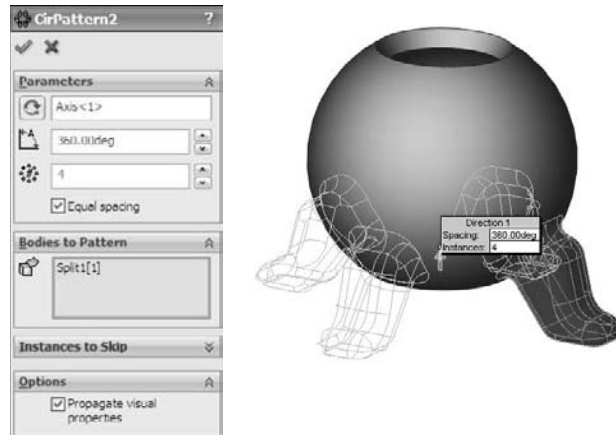 CirPattern2 ?
Parameters
Axis<1>
360.00deg
4
Equal spacing
Bodies to Pattern
Split1[1]
Instances to Skip
Options
Propagate visual
properties
Direction 1
Spacing: 360.00deg
Instances: 4